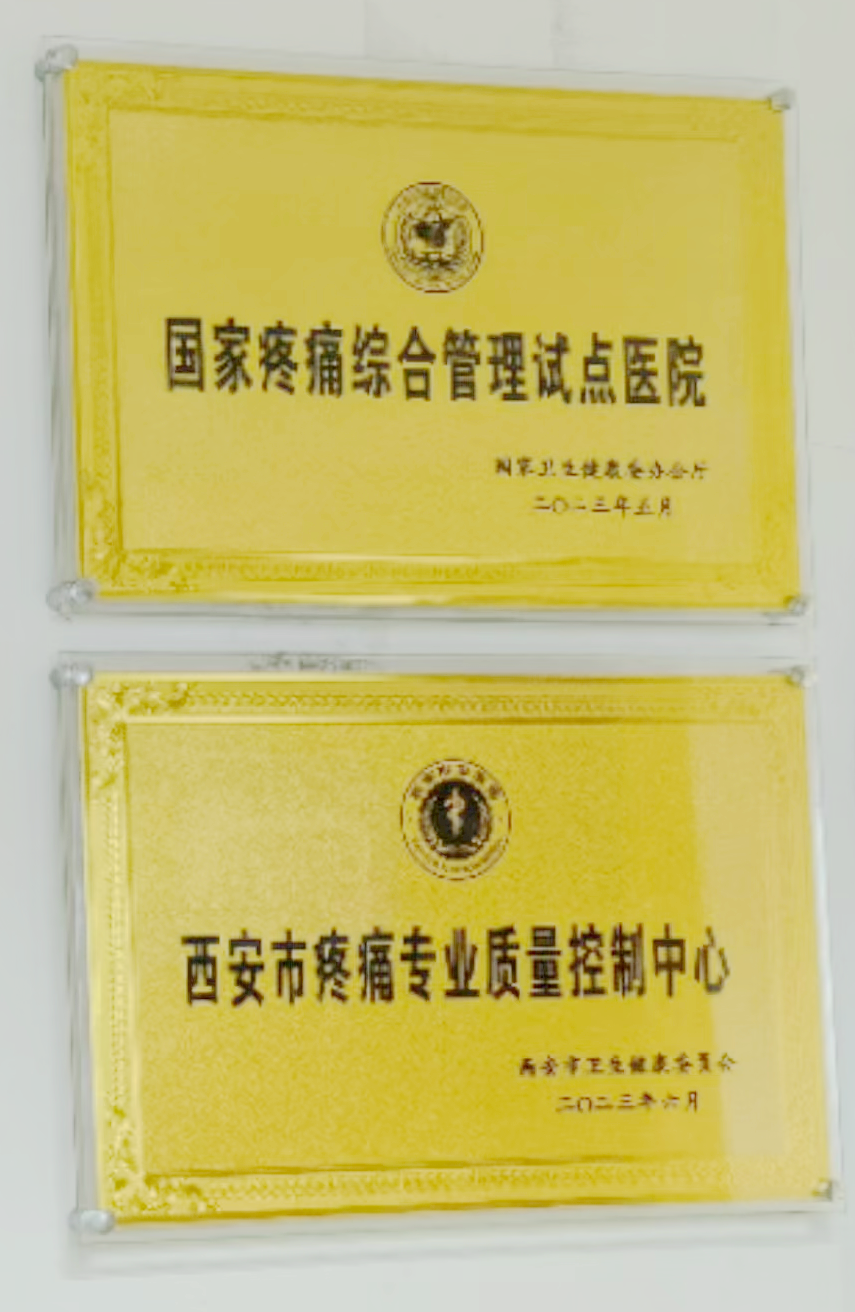 国家疼痛综合管理试点医院
国家卫生健康委办公厅
二〇二三年五月
西安市疼痛专业质量控制中心
西安市卫生健康委员会
二〇二三年六月